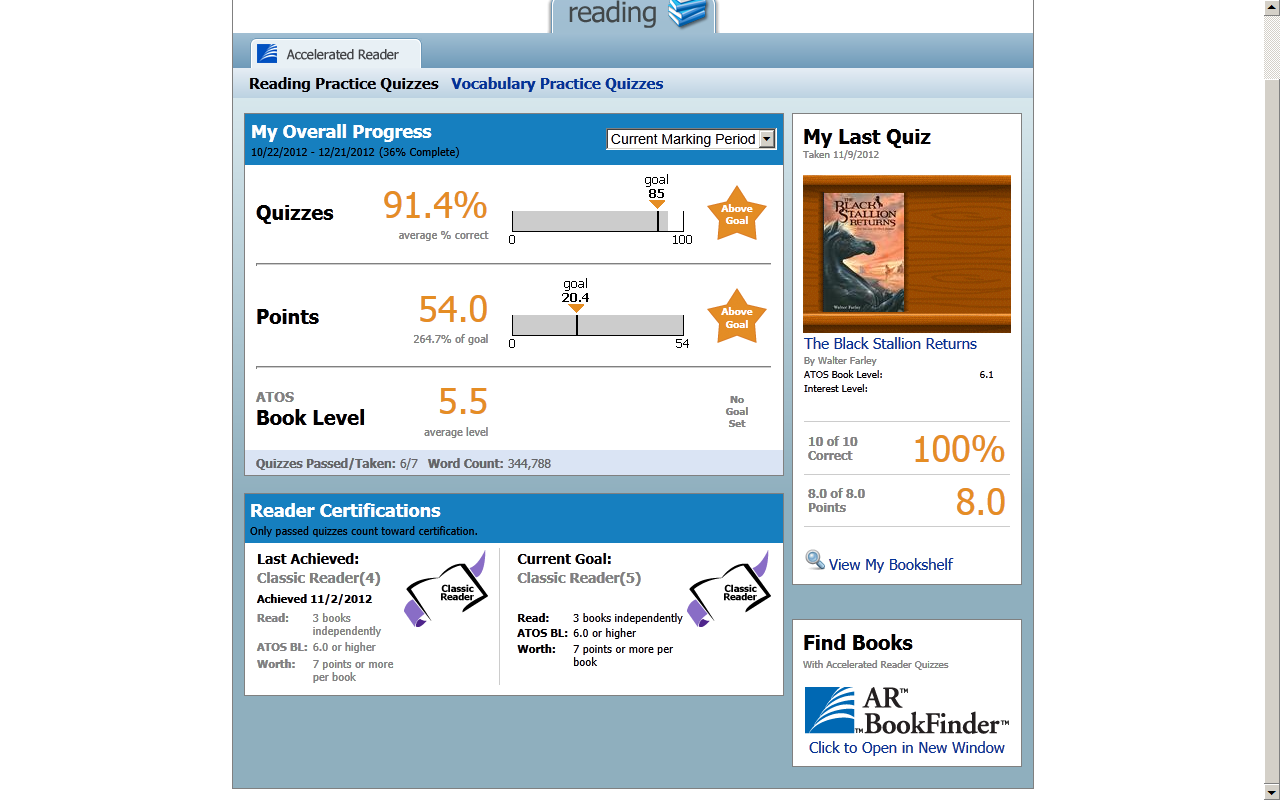 reading
Accelerated Reader
Reading Practice Quizzes Vocabulary Practice Quizzes
My Overall Progress
10/22/2012 - 12/21/2012 (36% Complete)
Current Marking Period
Quizzes
91.4%
average % correct
goal
85
0
100
Above
Goal
Points
54.0
264.7% of goal
goal
20.4
0
54
Above
Goal
ATOS
Book Level
5.5
average level
No
Goal
Set
Quizzes Passed/Taken: 6/7 Word Count: 344,788
Reader Certifications
Only passed quizzes count toward certification.
Last Achieved:
Classic Reader(4)
Achieved 11/2/2012
Read: 3 books
independently
ATOS BL: 6.0 or higher
Worth: 7 points or more
per book
Classic
Reader
Current Goal:
Classic Reader(5)
Read: 3 books independently
ATOS BL: 6.0 or higher
Worth: 7 points or more per
book
Classic
Reader
My Last Quiz
Taken 11/9/2012
THE
BLACK
STALLION
RETURNS
Walter Farley
The Black Stallion Returns
By Walter Farley
ATOS Book Level: 6.1
Interest Level:
10 of 10
Correct
100%
8.0 of 8.0
Points
8.0
View My Bookshelf
Find Books
With Accelerated Reader Quizzes
AR™
™BookFinder™
Click to Open in New Window